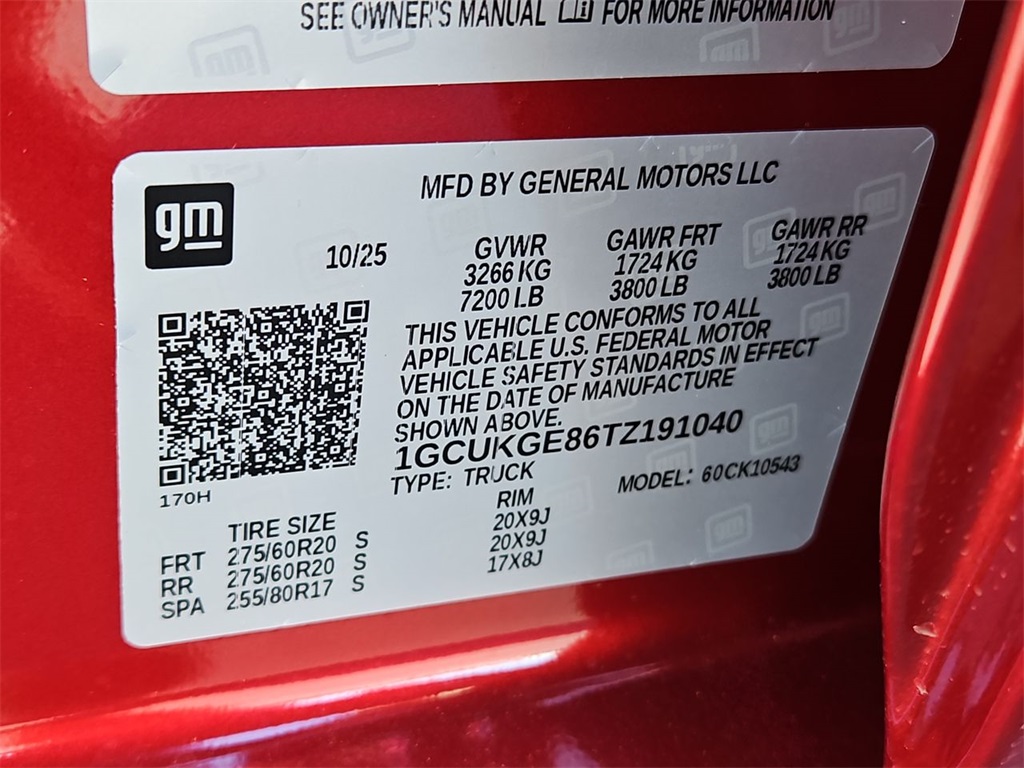 SEE OWNER'S MANUAL FOR MORE INFORMATION
gm
MFD BY GENERAL MOTORS LLC
10/25
GVWR GAWR FRT GAWR RR
3266 KG 1724 KG 1724 KG
7200 LB 3800 LB 3800 LB
THIS VEHICLE CONFORMS TO ALL
APPLICABLE U.S. FEDERAL MOTOR
VEHICLE SAFETY STANDARDS IN EFFECT
ON THE DATE OF MANUFACTURE
SHOWN ABOVE.
1GCUKGE86TZ191040
TYPE: TRUCK MODEL: 60CK10543
170H
TIRE SIZE RIM
FRT 275/60R20 S 20X9J
RR 275/60R20 S 20X9J
SPA 255/80R17 S 17X8J